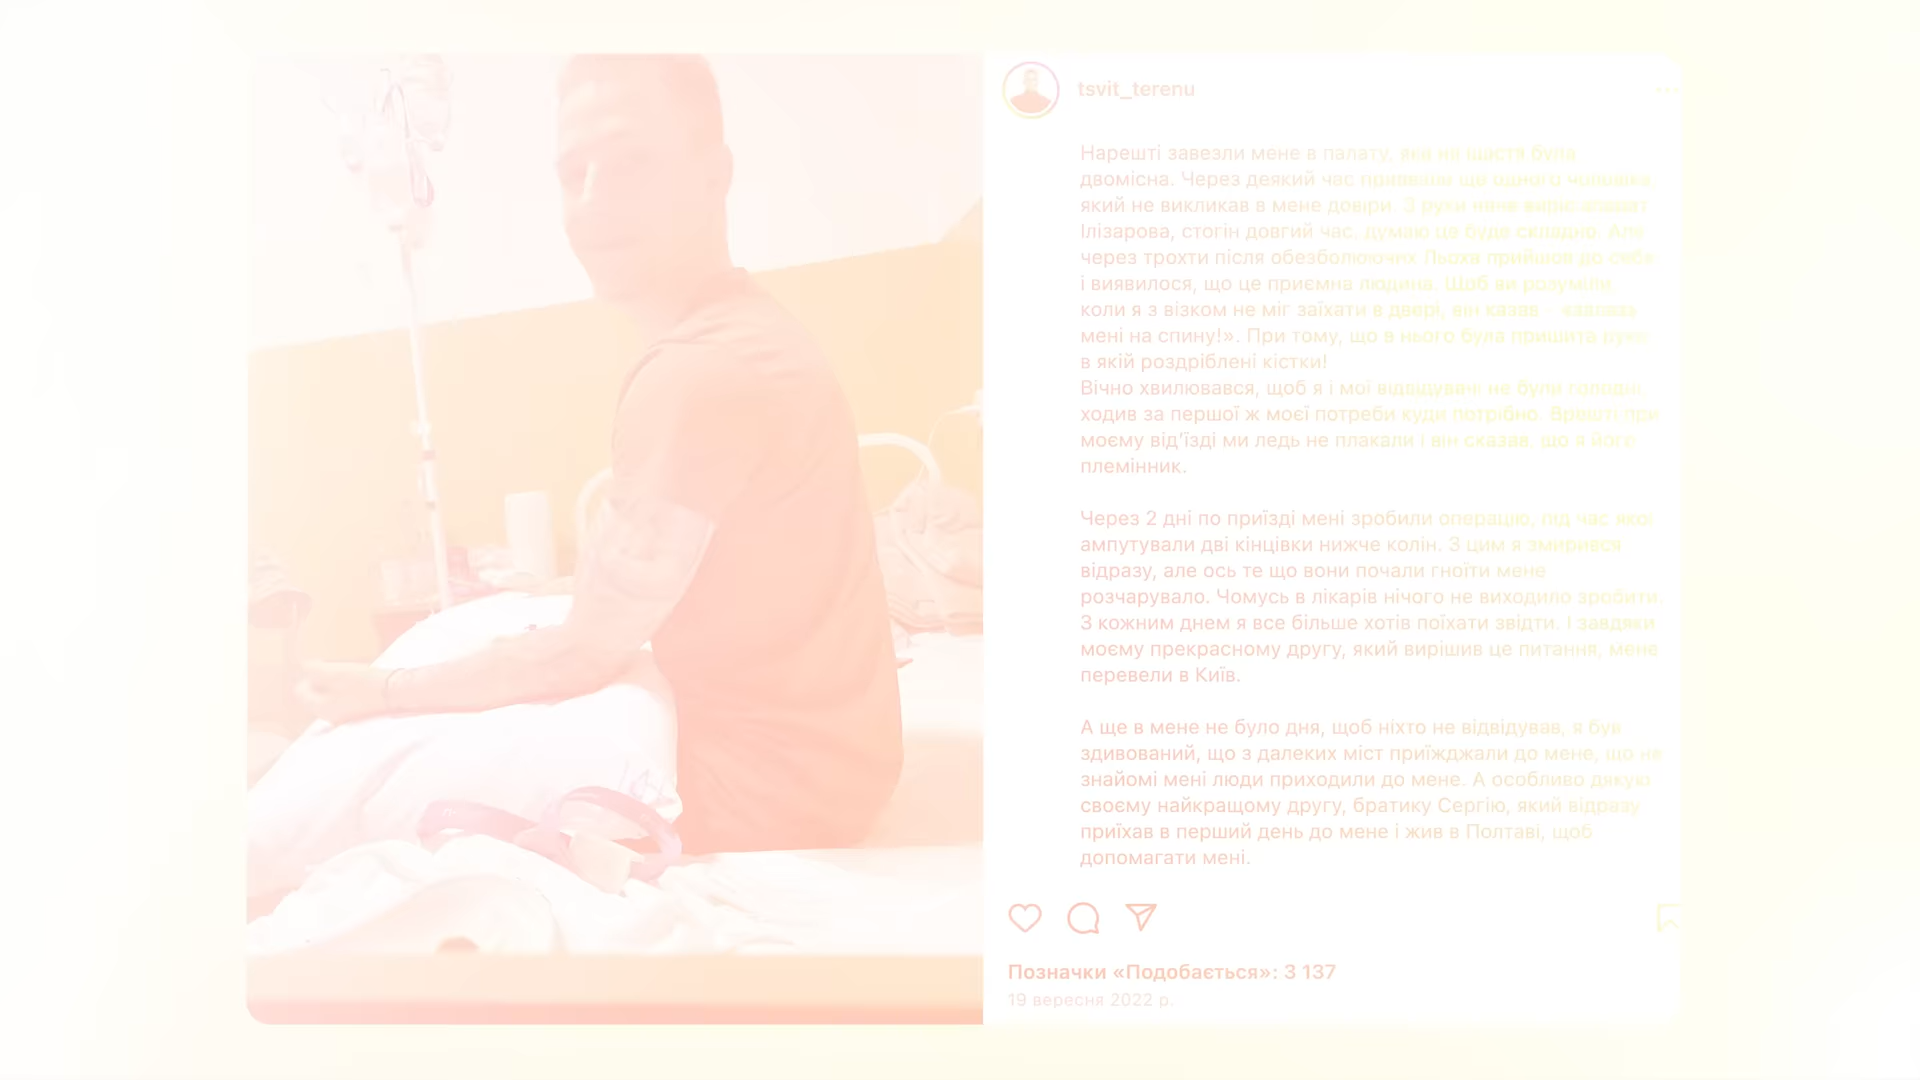 tsvit_terenu
Нарешті завезли мене в палату, яка на щастя була
двомісна. Через деякий час привезли ще одного чоловіка,
який не викликав в мене довіри. З руки
Ілізарова, стогін довгий час, думаю це буде складно. Але
через трохти після обезболюючих Льоха прийшов до себе
і виявилося, що це приємна людина. Щоб ви розуміли,
коли я з візком не міг заїхати в двері, він казав -
мені на спину!». При тому, що в нього була пришита рука
в якій роздріблені кістки!
Вічно хвилювався, щоб я і мої відвідувачі не були голодні,
ходив за першої ж моєї потреби куди потрібно. Врешті при
моєму від'їзді ми ледь не плакали і він сказав, що я його
племінник.
Через 2 дні по приїзді мені зробили операцію, під час якої
ампутували дві кінцівки нижче колін. З цим я змирився
відразу, але ось те що вони почали гноїти мене
розчарувало. Чомусь в лікарів нічого не виходило зробити.
З кожним днем я все більше хотів поїхати звідти. І завдяки
моєму прекрасному другу, який вирішив це питання, мене
перевели в Київ.
А ще в мене не було дня, щоб ніхто не відвідував, я був
здивований, що з далеких міст приїжджали до мене, що не
знайомі мені люди приходили до мене. А особливо дякую
своєму найкращому другу, братику Сергію, який відразу
приїхав в перший день до мене і жив в Полтаві, щоб
допомагати мені.
Позначки «Подобається»: 3 137
19 вересня 2022 р.